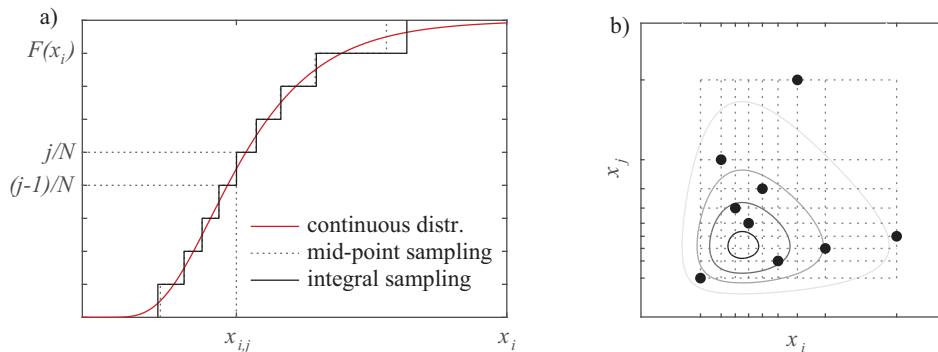 a)
F(x_i)
j/N
(j-1)/N
continuous distr.
mid-point sampling
integral sampling
x_{i,j}
x_i
b)
x_j
x_i